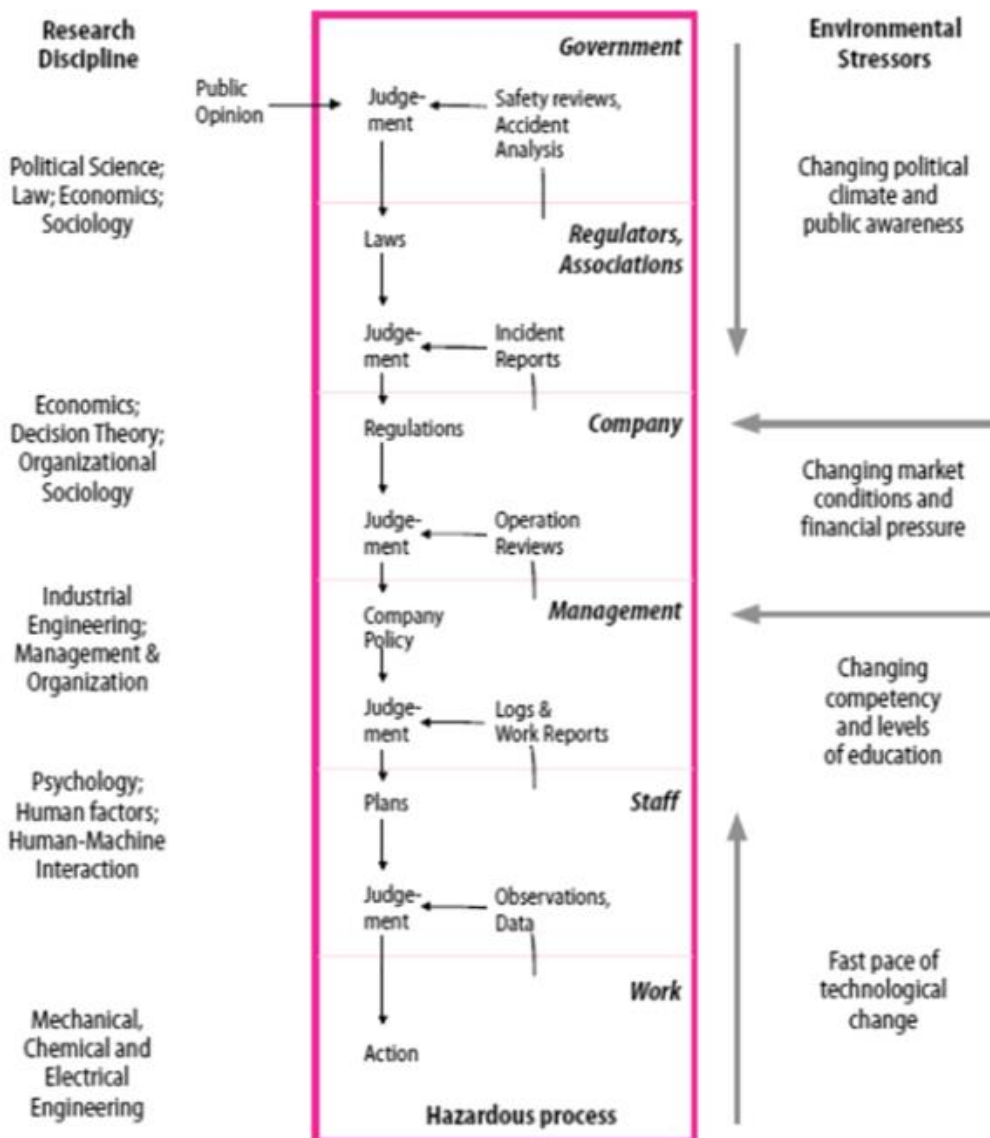 Research
Discipline
Political Science;
Law; Economics;
Sociology
Economics;
Decision Theory;
Organizational
Sociology
Industrial
Engineering;
Management &
Organization
Psychology;
Human factors;
Human-Machine
Interaction
Mechanical,
Chemical and
Electrical
Engineering
Public
Opinion
Government
Judge-
ment
Safety reviews,
Accident
Analysis
Regulators,
Associations
Laws
Judge-
ment
Incident
Reports
Company
Regulations
Judge-
ment
Operation
Reviews
Management
Company
Policy
Judge-
ment
Logs &
Work Reports
Staff
Plans
Judge-
ment
Observations,
Data
Work
Action
Hazardous process
Environmental
Stressors
Changing political
climate and
public awareness
Changing market
conditions and
financial pressure
Changing
competency
and levels
of education
Fast pace of
technological
change